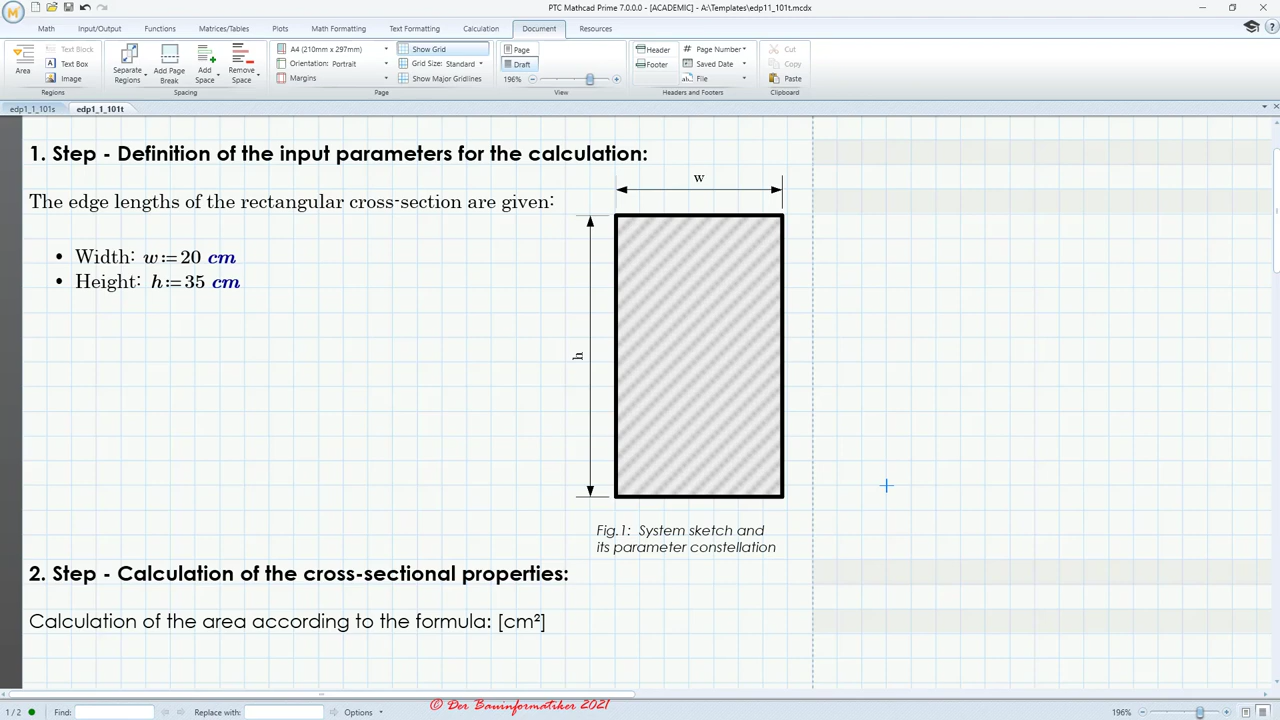 PTC Mathcad Prime 7.0.0.0 - [ACADEMIC] - A:\Templates\edp11_101t.mcdx
Math Input/Output Functions Matrices/Tables Plots Math Formatting Text Formatting Calculation Document Resources
Area
Text Block
Text Box
Image
Regions
Separate Regions
Add Page Break
Add Space
Remove Space
Spacing
A4 (210mm x 297mm)
Orientation: Portrait
Margins
Show Grid
Grid Size: Standard
Show Major Gridlines
Page
Page
Draft
196%
View
Header
Footer
Page Number
Saved Date
File
Headers and Footers
Cut
Copy
Paste
Clipboard
edp1_1_101s edp1_1_101t
1. Step - Definition of the input parameters for the calculation:
The edge lengths of the rectangular cross-section are given:
• Width: w:=20 cm
• Height: h:=35 cm
w
h
Fig.1: System sketch and
its parameter constellation
2. Step - Calculation of the cross-sectional properties:
Calculation of the area according to the formula: [cm²]
© Der Bauinformatiker 2021
1 / 2 Find: Replace with: Options 196%